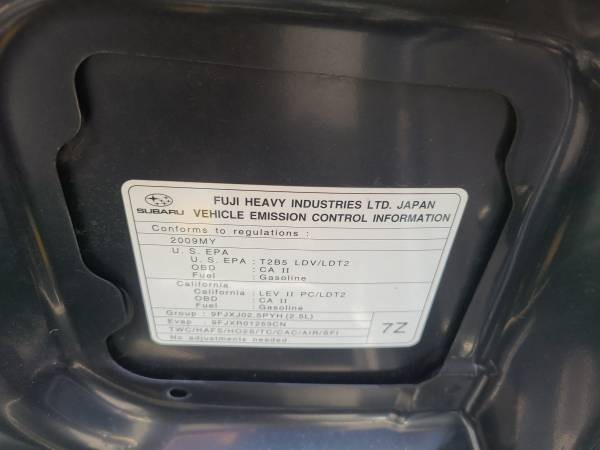 SUBARU
FUJI HEAVY INDUSTRIES LTD. JAPAN
VEHICLE EMISSION CONTROL INFORMATION
Conforms to regulations :
2009MY
U. S. EPA
U. S. EPA : T2B5 LDV/LDT2
OBD : CA II
Fuel : Gasoline
California
California : LEV II PC/LDT2
OBD : CA II
Fuel : Gasoline
Group : 9FJXJ02.5PYH (2.5L)
Evap : 9FJXR01253CN
TWC/HAFS/HO2S/TC/CAC/AIR/SFI
No adjustments needed
7Z